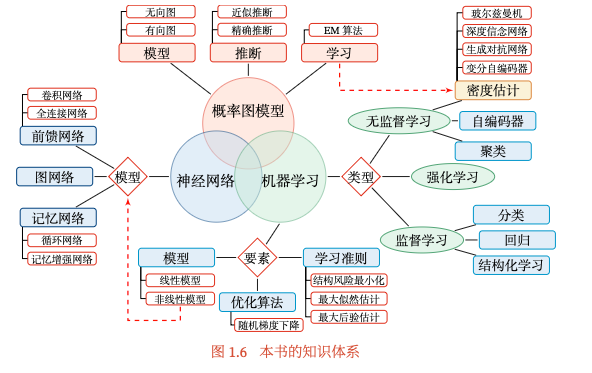 无向图
有向图
模型
近似推断
精确推断
推断
EM 算法
学习
玻尔兹曼机
深度信念网络
生成对抗网络
变分自编码器
密度估计
概率图模型
神经网络
机器学习
卷积网络
全连接网络
前馈网络
图网络
记忆网络
循环网络
记忆增强网络
模型
类型
无监督学习
自编码器
聚类
强化学习
监督学习
分类
回归
结构化学习
要素
模型
线性模型
非线性模型
优化算法
随机梯度下降
学习准则
结构风险最小化
最大似然估计
最大后验估计
图 1.6 本书的知识体系